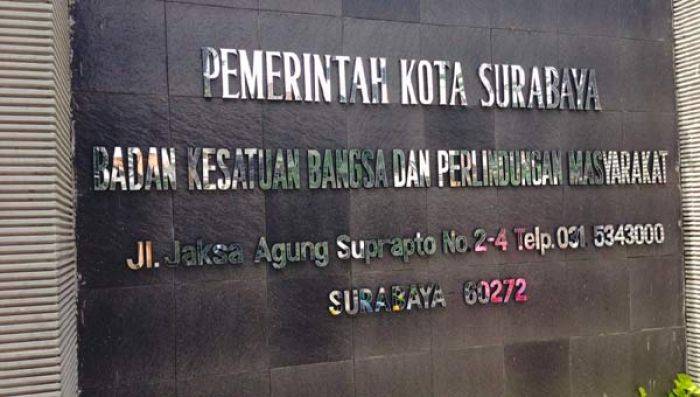 PEMERINTAH KOTA SURABAYA
BADAN KESATUAN BANGSA DAN PERLINDUNGAN MASYARAKAT
Jl. Jaksa Agung Suprapto No. 2-4 Telp. 031. 5343000
SURABAYA - 60272